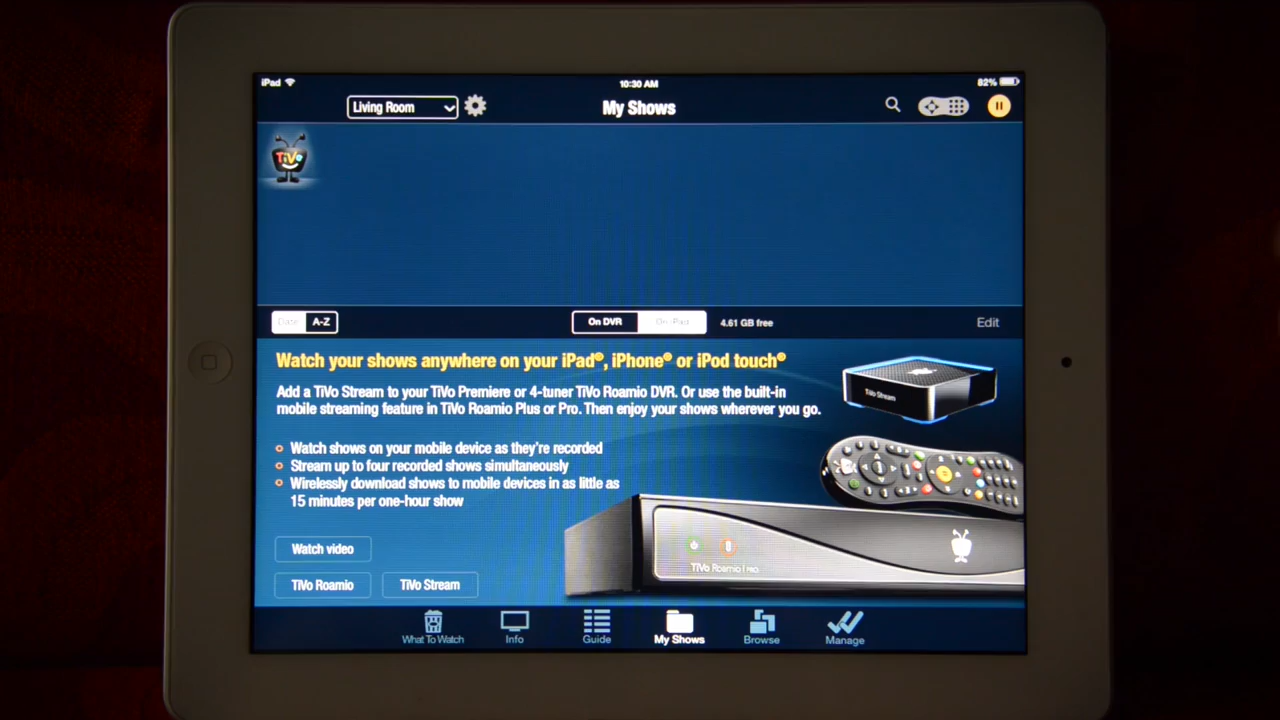 iPad
10:30 AM
82%
Living Room
My Shows
TiVo
Date
A-Z
On DVR
On iPad
4.61 GB free
Edit
Watch your shows anywhere on your iPad®, iPhone® or iPod touch®
Add a TiVo Stream to your TiVo Premiere or 4-tuner TiVo Roamio DVR. Or use the built-in
mobile streaming feature in TiVo Roamio Plus or Pro. Then enjoy your shows wherever you go.
Watch shows on your mobile device as they're recorded
Stream up to four recorded shows simultaneously
Wirelessly download shows to mobile devices in as little as
15 minutes per one-hour show
TiVo Stream
TiVo Roamio PRO
Watch video
TiVo Roamio
TiVo Stream
What To Watch
Info
Guide
My Shows
Browse
Manage